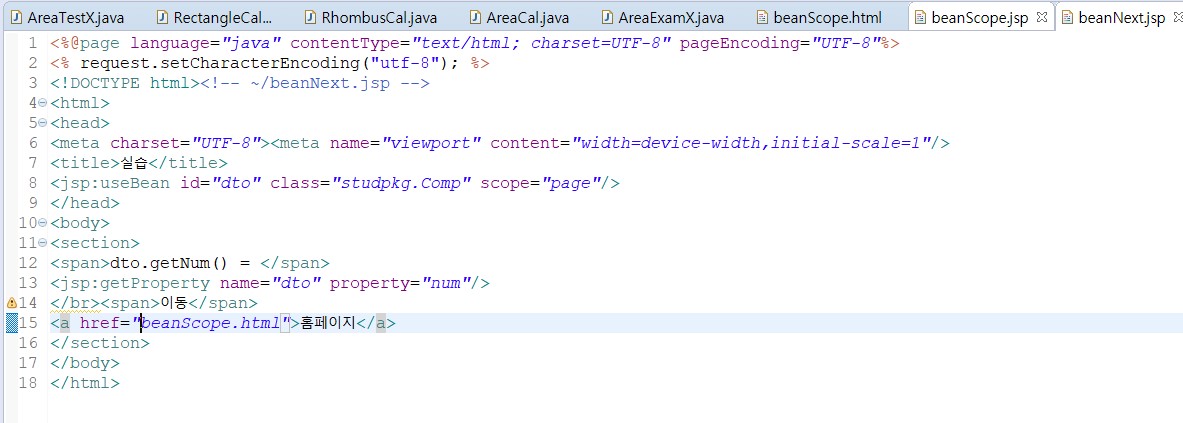 AreaTestX.java RectangleCal... RhombusCal.java AreaCal.java AreaExamX.java beanScope.html beanScope.jsp beanNext.jsp
1 <%@page language="java" contentType="text/html; charset=UTF-8" pageEncoding="UTF-8"%>
2 <% request.setCharacterEncoding("utf-8"); %>
3 <!DOCTYPE html><!-- ~/beanNext.jsp -->
4 <html>
5 <head>
6 <meta charset="UTF-8"><meta name="viewport" content="width=device-width,initial-scale=1"/>
7 <title>실습</title>
8 <jsp:useBean id="dto" class="studpkg.Comp" scope="page"/>
9 </head>
10 <body>
11 <section>
12 <span>dto.getNum() = </span>
13 <jsp:getProperty name="dto" property="num"/>
14 </br><span>이동</span>
15 <a href="beanScope.html">홈페이지</a>
16 </section>
17 </body>
18 </html>